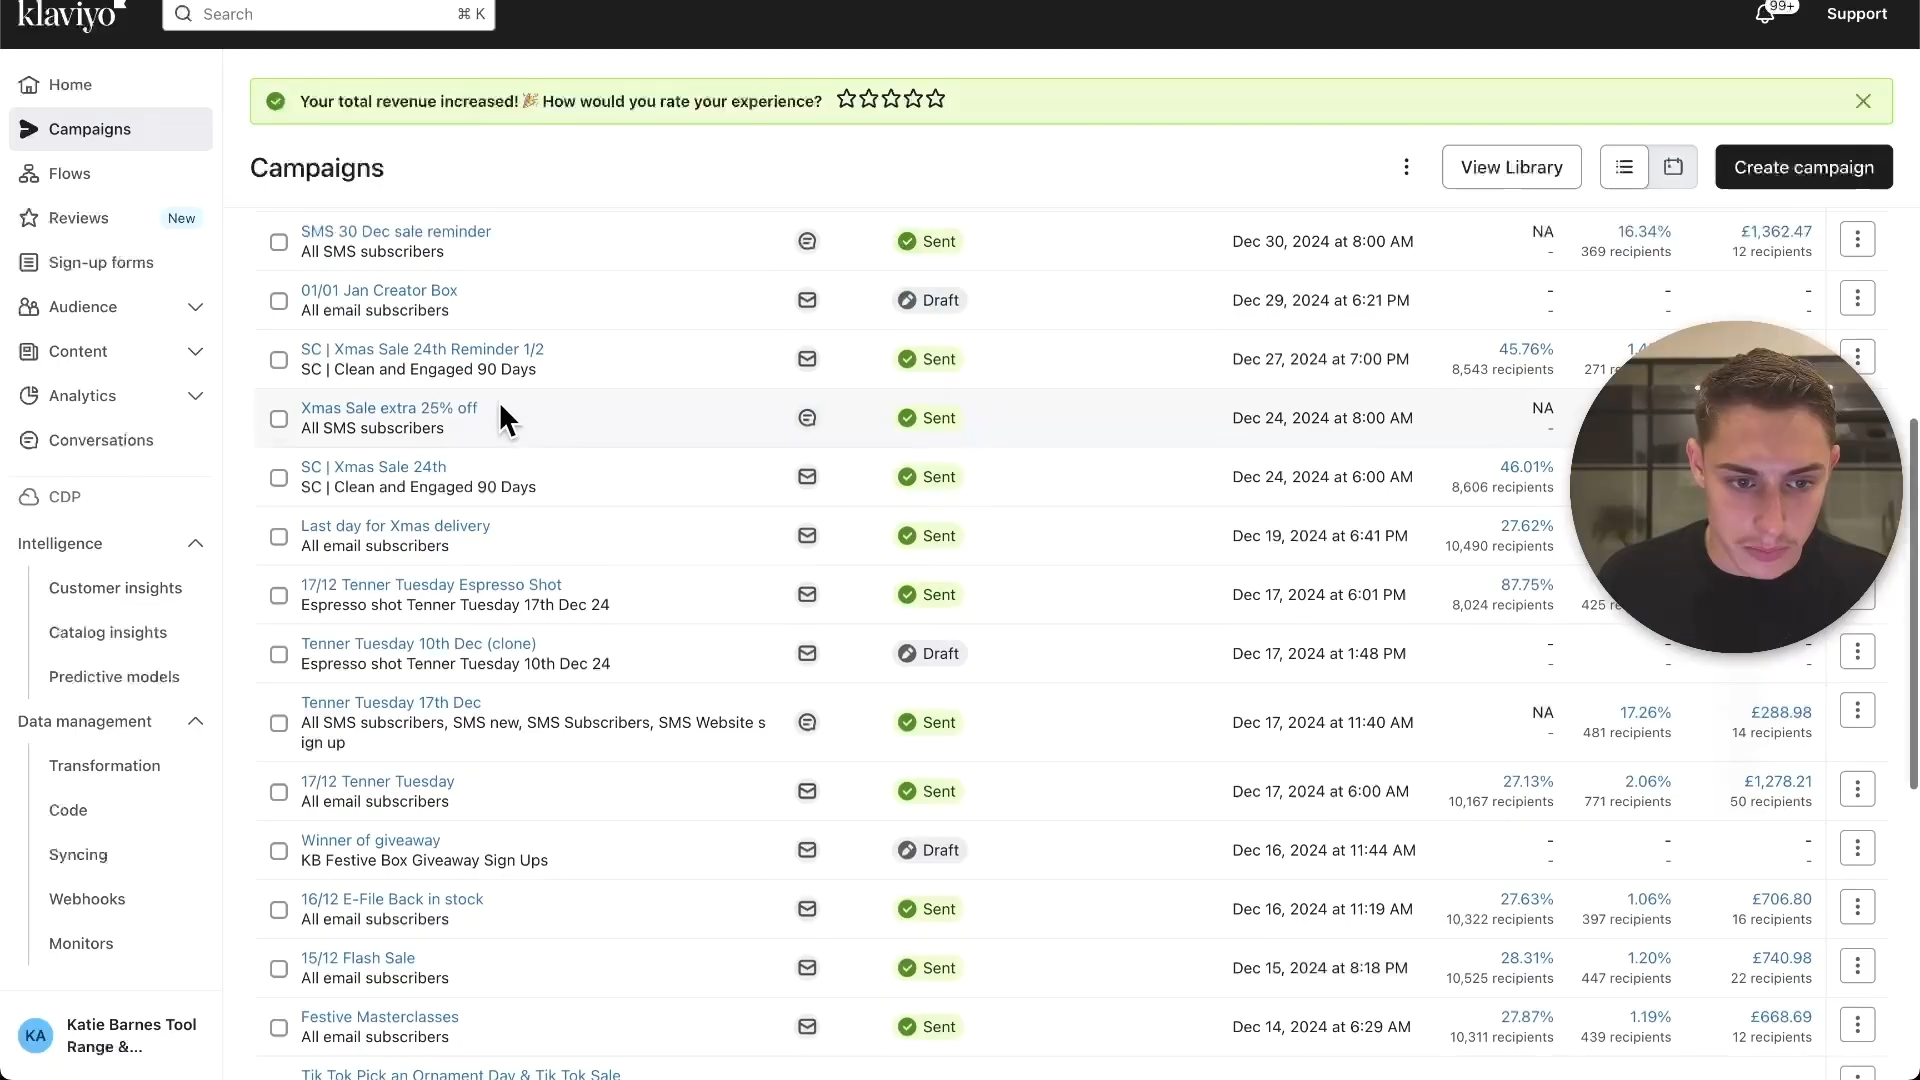 klaviyo
Search
⌘ K
99+
Support
Home
Campaigns
Flows
Reviews
New
Sign-up forms
Audience
Content
Analytics
Conversations
CDP
Intelligence
Customer insights
Catalog insights
Predictive models
Data management
Transformation
Code
Syncing
Webhooks
Monitors
KA
Katie Barnes Tool
Range &...
Your total revenue increased! 🎉 How would you rate your experience?
Campaigns
View Library
Create campaign
SMS 30 Dec sale reminder
All SMS subscribers
Sent
Dec 30, 2024 at 8:00 AM
NA
-
16.34%
369 recipients
£1,362.47
12 recipients
01/01 Jan Creator Box
All email subscribers
Draft
Dec 29, 2024 at 6:21 PM
-
-
-
-
-
-
SC | Xmas Sale 24th Reminder 1/2
SC | Clean and Engaged 90 Days
Sent
Dec 27, 2024 at 7:00 PM
45.76%
8,543 recipients
Xmas Sale extra 25% off
All SMS subscribers
Sent
Dec 24, 2024 at 8:00 AM
NA
-
SC | Xmas Sale 24th
SC | Clean and Engaged 90 Days
Sent
Dec 24, 2024 at 6:00 AM
46.01%
8,606 recipients
Last day for Xmas delivery
All email subscribers
Sent
Dec 19, 2024 at 6:41 PM
27.62%
10,490 recipients
17/12 Tenner Tuesday Espresso Shot
Espresso shot Tenner Tuesday 17th Dec 24
Sent
Dec 17, 2024 at 6:01 PM
87.75%
8,024 recipients
425 re
Tenner Tuesday 10th Dec (clone)
Espresso shot Tenner Tuesday 10th Dec 24
Draft
Dec 17, 2024 at 1:48 PM
-
-
-
-
-
-
Tenner Tuesday 17th Dec
All SMS subscribers, SMS new, SMS Subscribers, SMS Website s
ign up
Sent
Dec 17, 2024 at 11:40 AM
NA
-
17.26%
481 recipients
£288.98
14 recipients
17/12 Tenner Tuesday
All email subscribers
Sent
Dec 17, 2024 at 6:00 AM
27.13%
10,167 recipients
2.06%
771 recipients
£1,278.21
50 recipients
Winner of giveaway
KB Festive Box Giveaway Sign Ups
Draft
Dec 16, 2024 at 11:44 AM
-
-
-
-
-
-
16/12 E-File Back in stock
All email subscribers
Sent
Dec 16, 2024 at 11:19 AM
27.63%
10,322 recipients
1.06%
397 recipients
£706.80
16 recipients
15/12 Flash Sale
All email subscribers
Sent
Dec 15, 2024 at 8:18 PM
28.31%
10,525 recipients
1.20%
447 recipients
£740.98
22 recipients
Festive Masterclasses
All email subscribers
Sent
Dec 14, 2024 at 6:29 AM
27.87%
10,311 recipients
1.19%
439 recipients
£668.69
12 recipients
Tik Tok Pick an Ornament Day & Tik Tok Sale